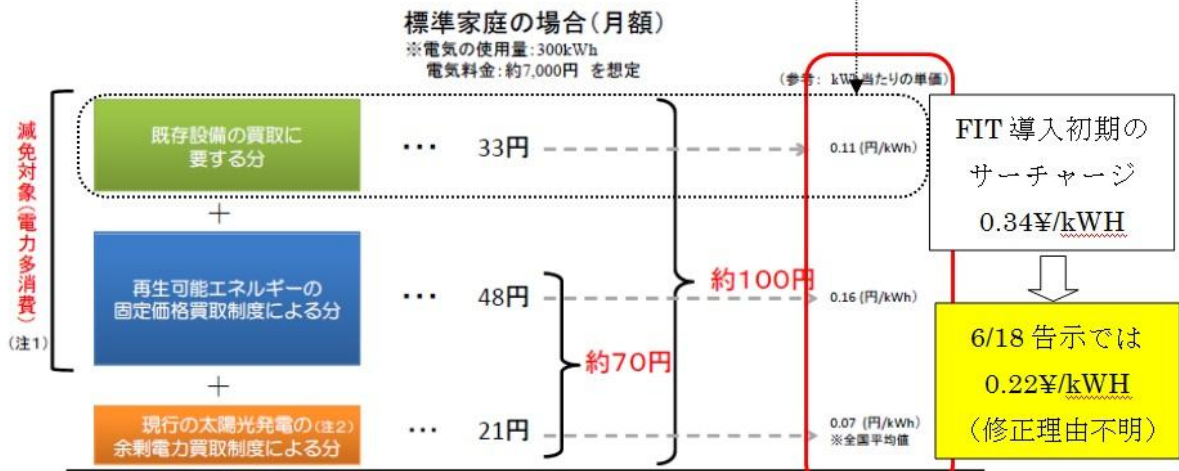 標準家庭の場合(月額)
※電気の使用量:300kWh
電気料金:約7,000円 を想定
(参考: kWh当たりの単価)
減免対象(電力多消費)
(注1)
既存設備の買取に
要する分
… 33円
0.11 (円/kWh)
+
再生可能エネルギーの
固定価格買取制度による分
… 48円
0.16 (円/kWh)
+
現行の太陽光発電の(注2)
余剰電力買取制度による分
… 21円
0.07 (円/kWh)
※全国平均値
約70円
約100円
FIT 導入初期の
サーチャージ
0.34¥/kWH
6/18 告示では
0.22¥/kWH
(修正理由不明)